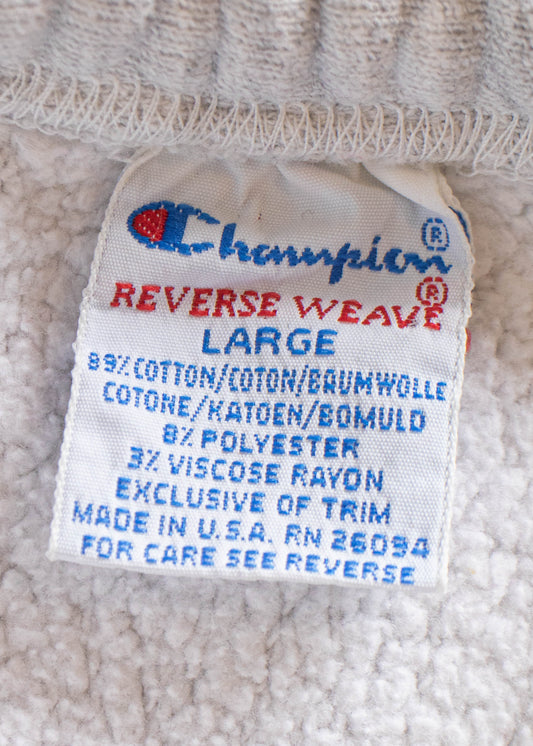 Champion®
REVERSE WEAVE®
LARGE
89% COTTON/COTON/BAUMWOLLE
COTONE/KATOEN/BOMULD
8% POLYESTER
3% VISCOSE RAYON
EXCLUSIVE OF TRIM
MADE IN U.S.A. RN 26094
FOR CARE SEE REVERSE